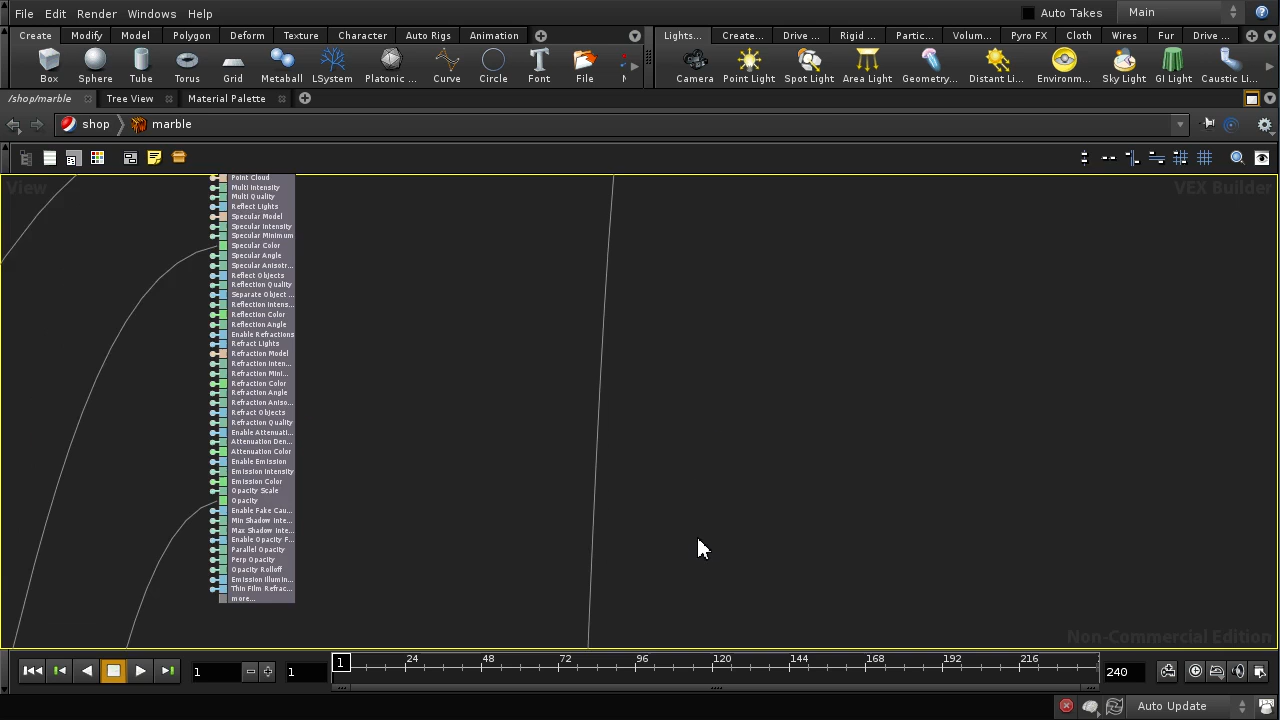 File Edit Render Windows Help Auto Takes Main
Create Modify Model Polygon Deform Texture Character Auto Rigs Animation Lights... Create... Drive ... Rigid ... Partic... Volum... Pyro FX Cloth Wires Fur Drive ...
Box Sphere Tube Torus Grid Metaball LSystem Platonic ... Curve Circle Font File Camera Point Light Spot Light Area Light Geometry... Distant Li... Environm... Sky Light GI Light Caustic Li...
/shop/marble Tree View Material Palette
shop marble
View VEX Builder
Point Cloud
Multi Intensity
Multi Quality
Reflect Lights
Specular Model
Specular Intensity
Specular Minimum
Specular Color
Specular Angle
Specular Anisotr...
Reflect Objects
Reflection Quality
Separate Object ...
Reflection Intens...
Reflection Color
Reflection Angle
Enable Refractions
Refract Lights
Refraction Model
Refraction Inten...
Refraction Mini...
Refraction Color
Refraction Angle
Refraction Aniso...
Refract Objects
Refraction Quality
Enable Attenuati...
Attenuation Den...
Attenuation Color
Enable Emission
Emission Intensity
Emission Color
Opacity Scale
Opacity
Enable Fake Cau...
Min Shadow Inte...
Max Shadow Inte...
Enable Opacity F...
Parallel Opacity
Perp Opacity
Opacity Rolloff
Emission Illumin...
Thin Film Refrac...
more...
Non-Commercial Edition
1 1 1 24 48 72 96 120 144 168 192 216 240
Auto Update